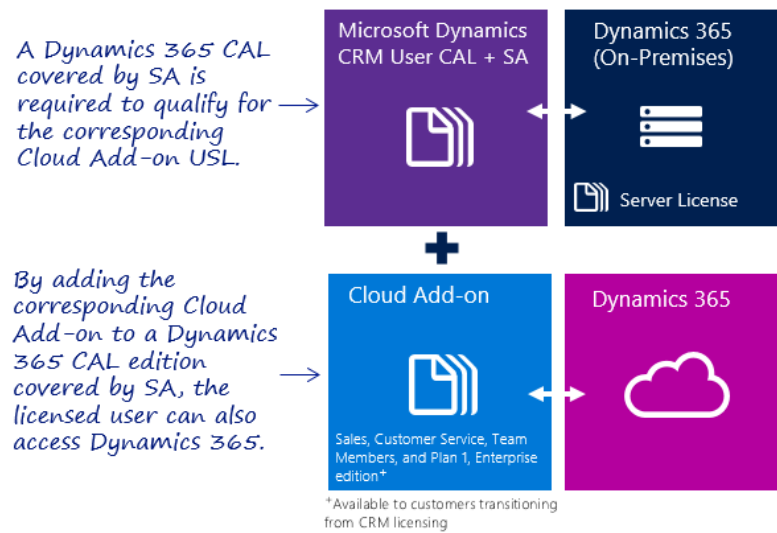 A Dynamics 365 CAL
covered by SA is
required to qualify for
the corresponding
Cloud Add-on USL.
Microsoft Dynamics
CRM User CAL + SA
Dynamics 365
(On-Premises)
Server License
By adding the
corresponding Cloud
Add-on to a Dynamics
365 CAL edition
covered by SA, the
licensed user can also
access Dynamics 365.
Cloud Add-on
Sales, Customer Service, Team
Members, and Plan 1, Enterprise
edition+
Dynamics 365
+Available to customers transitioning
from CRM licensing